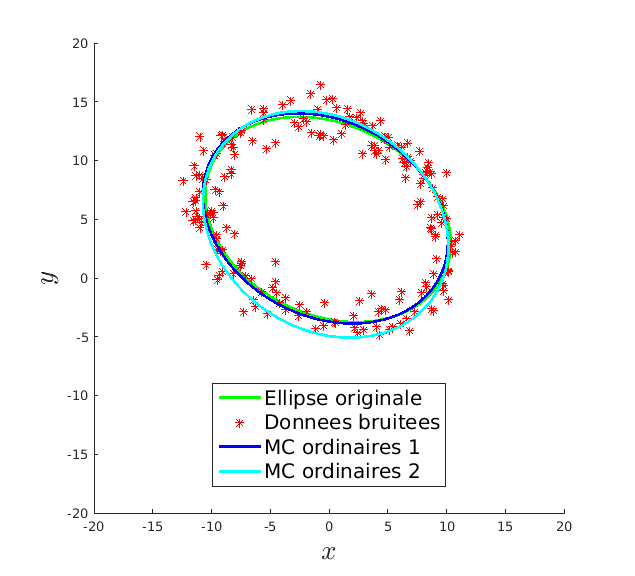 20
15
10
5
0
-5
-10
-15
-20
y
Ellipse originale
Donnees bruitees
MC ordinaires 1
MC ordinaires 2
-20 -15 -10 -5 0 5 10 15 20
x